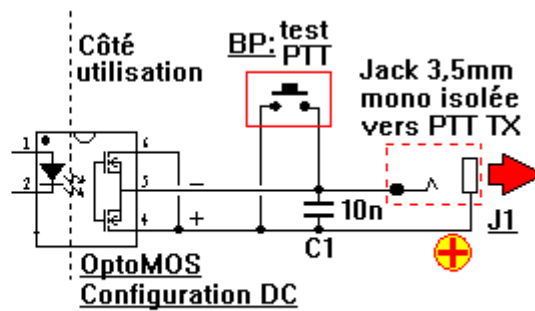 Côté
utilisation
BP: test
PTT
Jack 3,5mm
mono isolée
vers PTT TX
1
2
6
5
4
−
+
10n
C1
J1
+
OptoMOS
Configuration DC